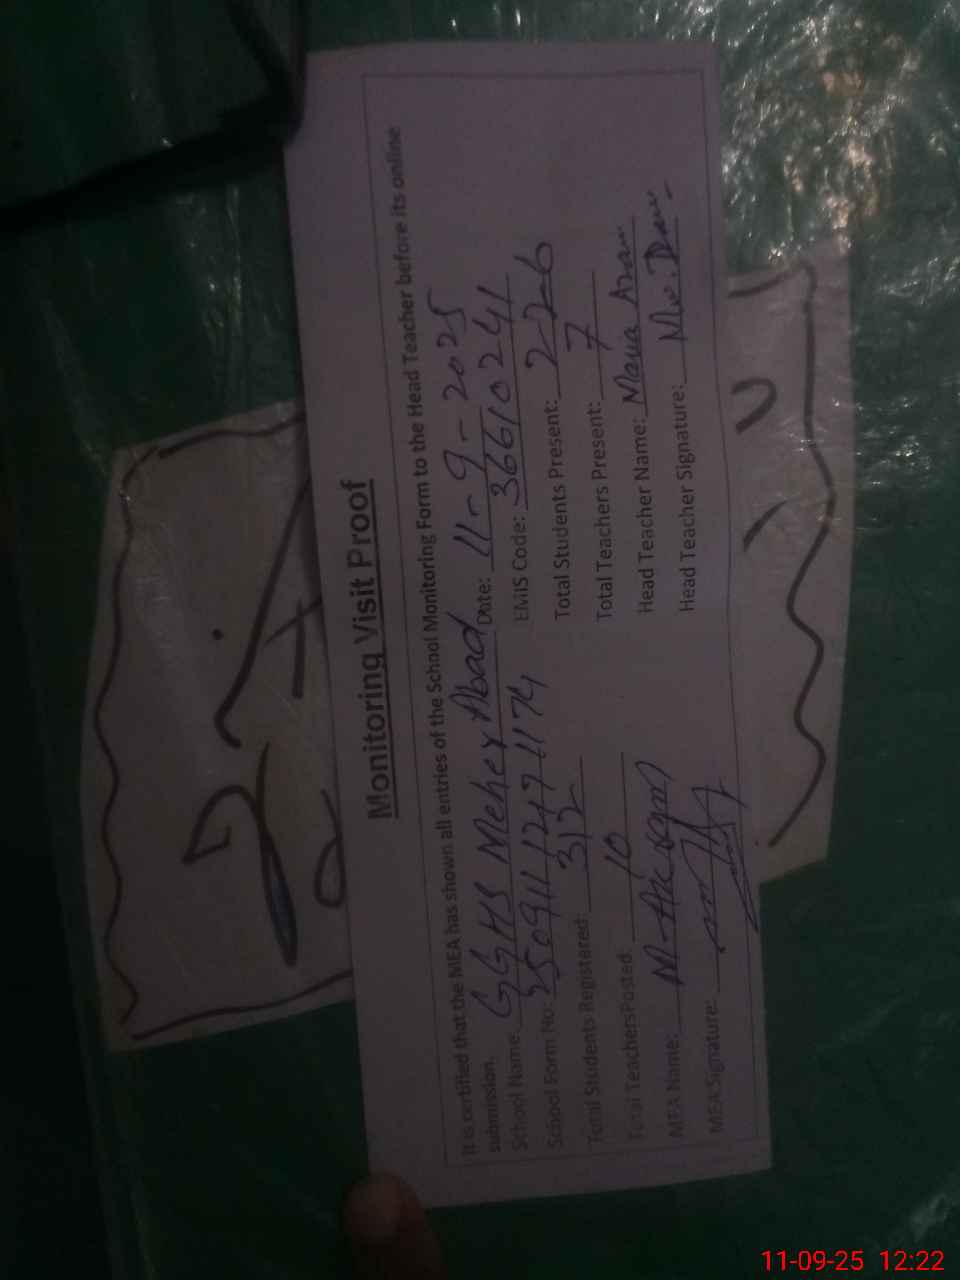 Monitoring Visit Proof
It is certified that the MEA has shown all entries of the School Monitoring Form to the Head Teacher before its online
submission.
School Name: GGHS Meher Abad Date: 11-9-2025
School Form No: 250911124711174 EMIS Code: 36610241
Total Students Registered: 312 Total Students Present: 226
Total Teachers Posted: 10 Total Teachers Present: 7
MEA Name: M. Head Teacher Name:
MEA Signature: Head Teacher Signature:
11-09-25 12:22